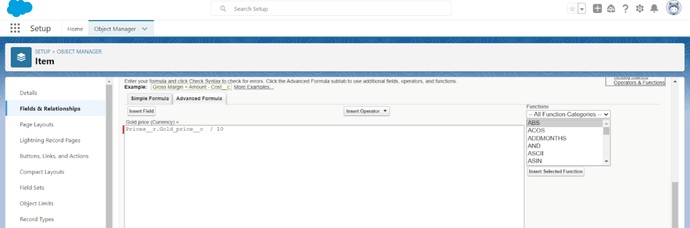 Search Setup
Setup
Home
Object Manager
SETUP > OBJECT MANAGER
Item
Details
Fields & Relationships
Page Layouts
Lightning Record Pages
Buttons, Links, and Actions
Compact Layouts
Field Sets
Object Limits
Record Types
Enter your formula and click Check Syntax to check for errors. Click the Advanced Formula subtab to use additional fields, operators, and functions.
Operators & Functions
Example: Gross Margin = Amount - Cost__c More Examples...
Simple Formula Advanced Formula
Insert Field
Insert Operator
Gold price (Currency) =
Prices__r.Gold_price__c / 10
Functions
-- All Function Categories --
ABS
ACOS
ADDMONTHS
AND
ASCII
ASIN
Insert Selected Function